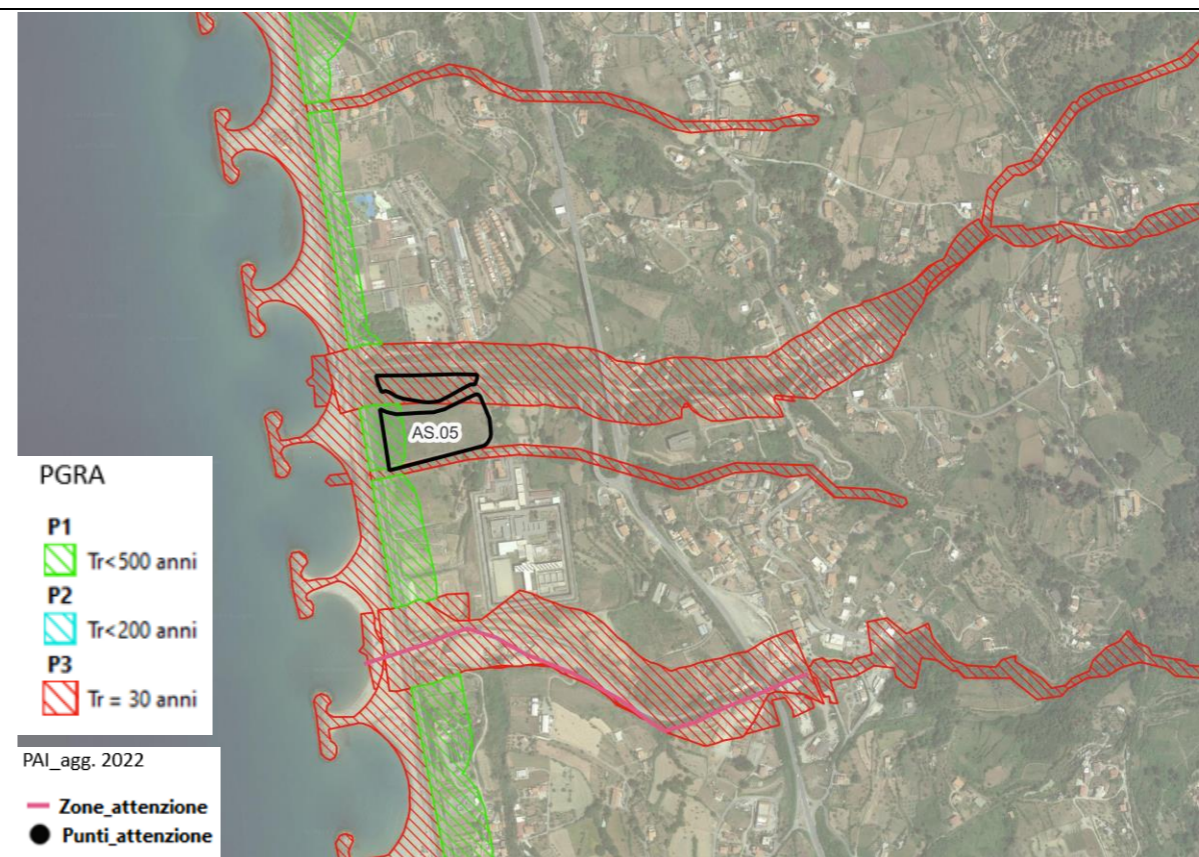 AS.05
PGRA
P1
Tr<500 anni
P2
Tr<200 anni
P3
Tr = 30 anni
PAI_agg. 2022
Zone_attenzione
Punti_attenzione